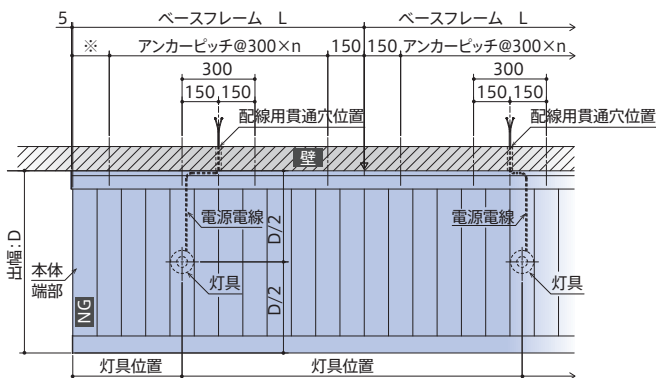 5
ベースフレーム L
ベースフレーム L
※
アンカーピッチ@300×n
150
150
アンカーピッチ@300×n
300
300
150
150
150
150
配線用貫通穴位置
配線用貫通穴位置
壁
電源電線
電源電線
D/2
出幅:D
本体
端部
灯具
灯具
NG
D/2
灯具位置
灯具位置